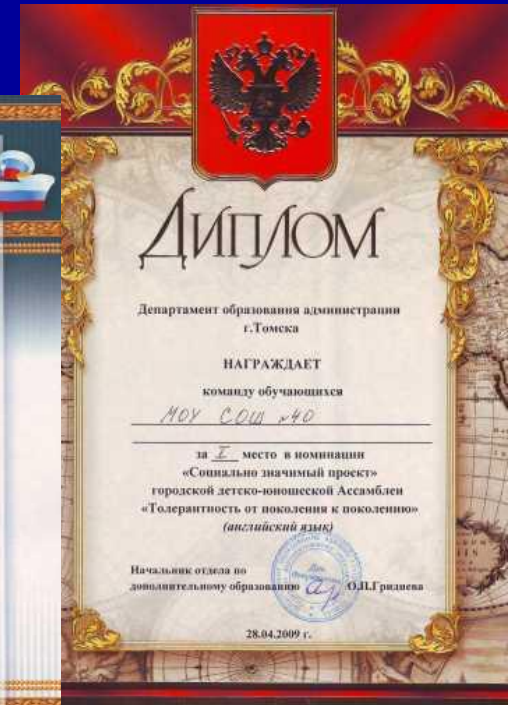 ДИПЛОМ
Департамент образования администрации
г.Томска
НАГРАЖДАЕТ
команду обучающихся
МОУ СОШ №40
за I место в номинации
«Социально значимый проект»
городской детско-юношеской Ассамблеи
«Толерантность от поколения к поколению»
(английский язык)
Начальник отдела по
дополнительному образованию О.П.Гриднева
28.04.2009 г.